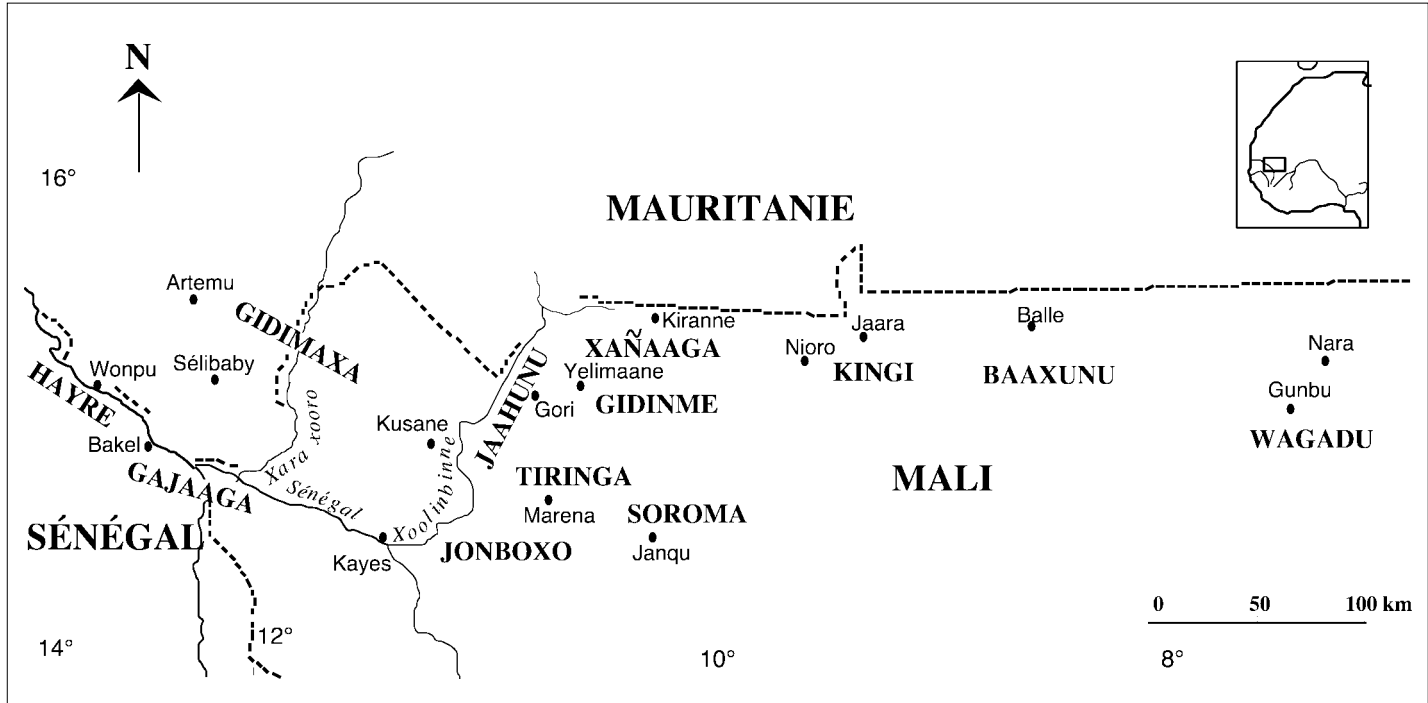 N
16°
MAURITANIE
Artemu
GIDIMAXA
Kiranne
Jaara
Balle
XAÑAAGA
Nioro
Nara
Wonpu
Sélibaby
KINGI
BAAXUNU
HAYRE
JAAHUNU
Yelimaane
Gori
GIDINME
Gunbu
Xara xooro
Kusane
WAGADU
Bakel
GAJAAGA
Sénégal
Xoolinbinne
TIRINGA
MALI
Marena
SOROMA
SÉNÉGAL
Kayes
JONBOXO
Janqu
0 50 100 km
14°
12°
10°
8°